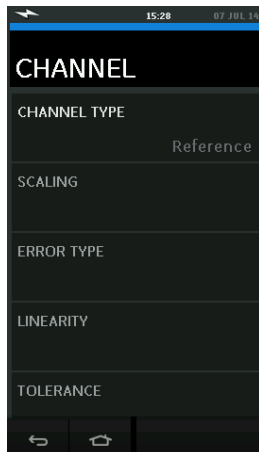 15:28 07 JUL 14
CHANNEL
CHANNEL TYPE
Reference
SCALING
ERROR TYPE
LINEARITY
TOLERANCE